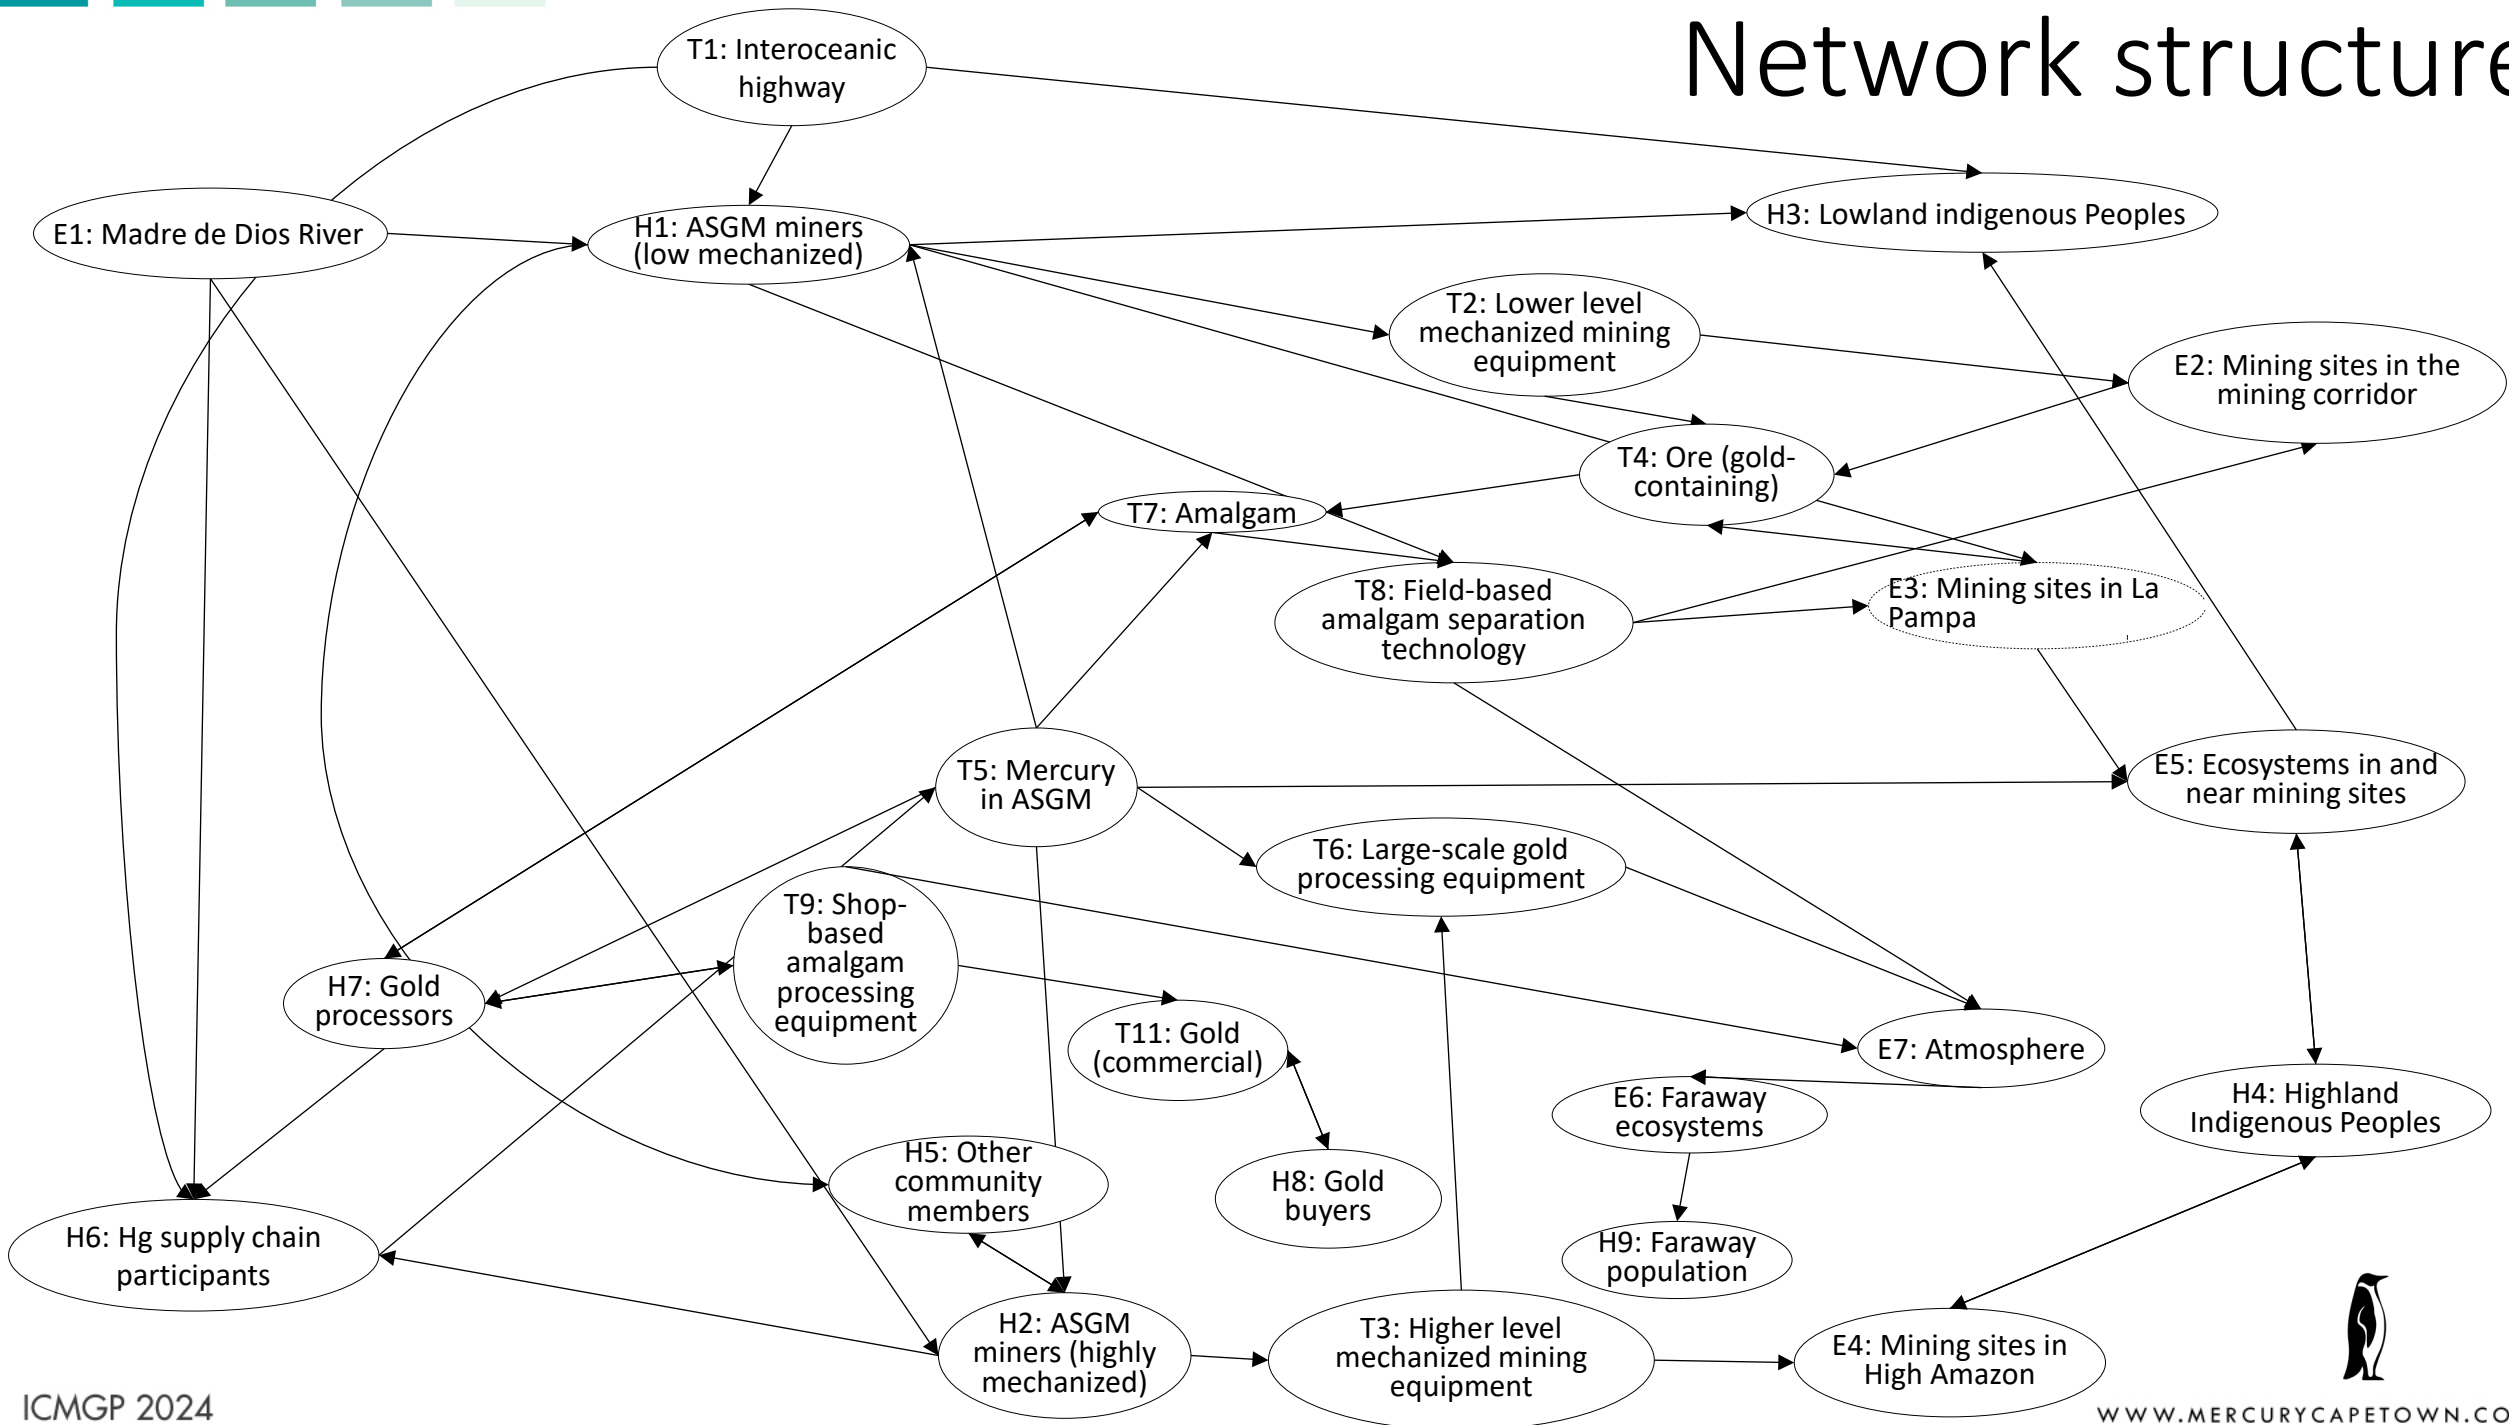 Network structure
T1: Interoceanic
highway
E1: Madre de Dios River
H1: ASGM miners
(low mechanized)
H3: Lowland indigenous Peoples
T2: Lower level
mechanized mining
equipment
E2: Mining sites in the
mining corridor
T4: Ore (gold-
containing)
T7: Amalgam
T8: Field-based
amalgam separation
technology
E3: Mining sites in La
Pampa
T5: Mercury
in ASGM
E5: Ecosystems in and
near mining sites
T6: Large-scale gold
processing equipment
T9: Shop-
based
amalgam
processing
equipment
H7: Gold
processors
T11: Gold
(commercial)
E7: Atmosphere
E6: Faraway
ecosystems
H4: Highland
Indigenous Peoples
H5: Other
community
members
H8: Gold
buyers
H6: Hg supply chain
participants
H9: Faraway
population
H2: ASGM
miners (highly
mechanized)
T3: Higher level
mechanized mining
equipment
E4: Mining sites in
High Amazon
ICMGP 2024
WWW.MERCURYCAPETOWN.CO